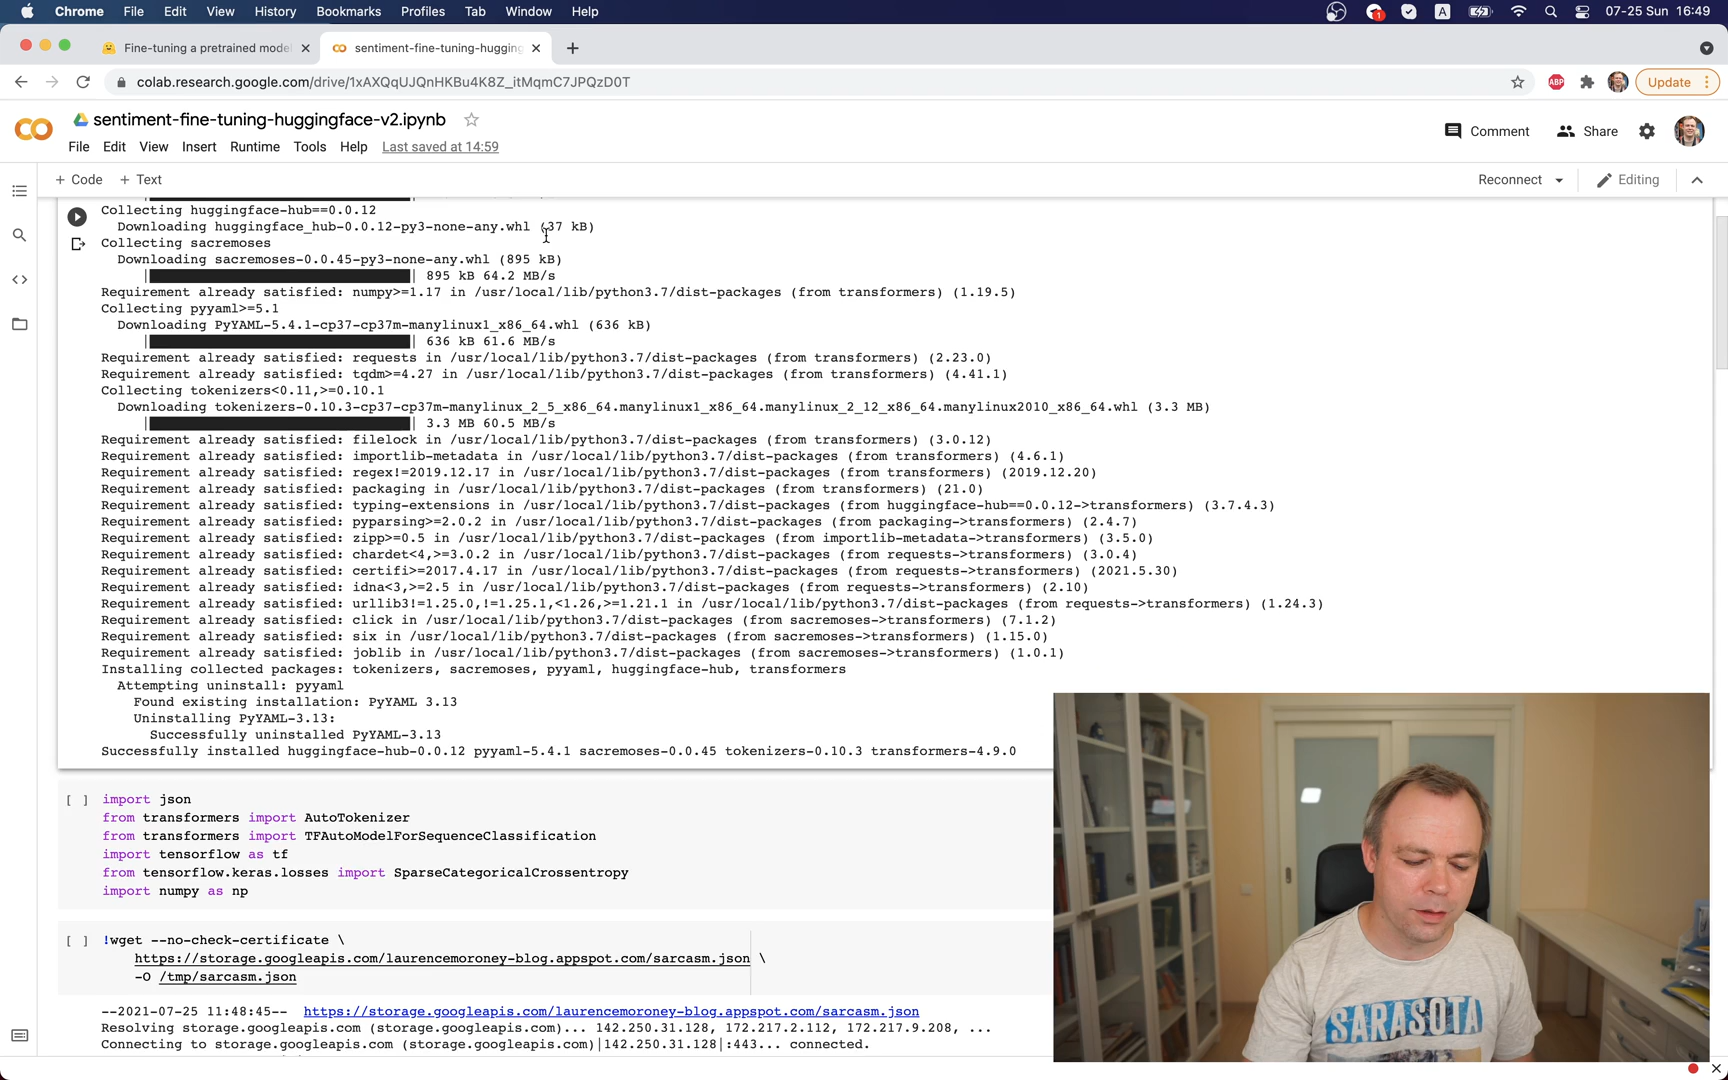 Chrome File Edit View History Bookmarks Profiles Tab Window Help
1 A 07-25 Sun 16:49
Fine-tuning a pretrained mode
sentiment-fine-tuning-hugging
colab.research.google.com/drive/1xAXQqUJQnHKBu4K8Z_itMqmC7JPQzD0T
ABP
Update
sentiment-fine-tuning-huggingface-v2.ipynb
Comment
Share
File Edit View Insert Runtime Tools Help Last saved at 14:59
+ Code + Text
Reconnect
Editing
Collecting huggingface-hub==0.0.12
Downloading huggingface_hub-0.0.12-py3-none-any.whl (37 kB)
Collecting sacremoses
Downloading sacremoses-0.0.45-py3-none-any.whl (895 kB)
| | 895 kB 64.2 MB/s
Requirement already satisfied: numpy>=1.17 in /usr/local/lib/python3.7/dist-packages (from transformers) (1.19.5)
Collecting pyyaml>=5.1
Downloading PyYAML-5.4.1-cp37-cp37m-manylinux1_x86_64.whl (636 kB)
| | 636 kB 61.6 MB/s
Requirement already satisfied: requests in /usr/local/lib/python3.7/dist-packages (from transformers) (2.23.0)
Requirement already satisfied: tqdm>=4.27 in /usr/local/lib/python3.7/dist-packages (from transformers) (4.41.1)
Collecting tokenizers<0.11,>=0.10.1
Downloading tokenizers-0.10.3-cp37-cp37m-manylinux_2_5_x86_64.manylinux1_x86_64.manylinux_2_12_x86_64.manylinux2010_x86_64.whl (3.3 MB)
| | 3.3 MB 60.5 MB/s
Requirement already satisfied: filelock in /usr/local/lib/python3.7/dist-packages (from transformers) (3.0.12)
Requirement already satisfied: importlib-metadata in /usr/local/lib/python3.7/dist-packages (from transformers) (4.6.1)
Requirement already satisfied: regex!=2019.12.17 in /usr/local/lib/python3.7/dist-packages (from transformers) (2019.12.20)
Requirement already satisfied: packaging in /usr/local/lib/python3.7/dist-packages (from transformers) (21.0)
Requirement already satisfied: typing-extensions in /usr/local/lib/python3.7/dist-packages (from huggingface-hub==0.0.12->transformers) (3.7.4.3)
Requirement already satisfied: pyparsing>=2.0.2 in /usr/local/lib/python3.7/dist-packages (from packaging->transformers) (2.4.7)
Requirement already satisfied: zipp>=0.5 in /usr/local/lib/python3.7/dist-packages (from importlib-metadata->transformers) (3.5.0)
Requirement already satisfied: chardet<4,>=3.0.2 in /usr/local/lib/python3.7/dist-packages (from requests->transformers) (3.0.4)
Requirement already satisfied: certifi>=2017.4.17 in /usr/local/lib/python3.7/dist-packages (from requests->transformers) (2021.5.30)
Requirement already satisfied: idna<3,>=2.5 in /usr/local/lib/python3.7/dist-packages (from requests->transformers) (2.10)
Requirement already satisfied: urllib3!=1.25.0,!=1.25.1,<1.26,>=1.21.1 in /usr/local/lib/python3.7/dist-packages (from requests->transformers) (1.24.3)
Requirement already satisfied: click in /usr/local/lib/python3.7/dist-packages (from sacremoses->transformers) (7.1.2)
Requirement already satisfied: six in /usr/local/lib/python3.7/dist-packages (from sacremoses->transformers) (1.15.0)
Requirement already satisfied: joblib in /usr/local/lib/python3.7/dist-packages (from sacremoses->transformers) (1.0.1)
Installing collected packages: tokenizers, sacremoses, pyyaml, huggingface-hub, transformers
Attempting uninstall: pyyaml
Found existing installation: PyYAML 3.13
Uninstalling PyYAML-3.13:
Successfully uninstalled PyYAML-3.13
Successfully installed huggingface-hub-0.0.12 pyyaml-5.4.1 sacremoses-0.0.45 tokenizers-0.10.3 transformers-4.9.0
[ ] import json
from transformers import AutoTokenizer
from transformers import TFAutoModelForSequenceClassification
import tensorflow as tf
from tensorflow.keras.losses import SparseCategoricalCrossentropy
import numpy as np
[ ] !wget --no-check-certificate \
https://storage.googleapis.com/laurencemoroney-blog.appspot.com/sarcasm.json \
-O /tmp/sarcasm.json
--2021-07-25 11:48:45-- https://storage.googleapis.com/laurencemoroney-blog.appspot.com/sarcasm.json
Resolving storage.googleapis.com (storage.googleapis.com)... 142.250.31.128, 172.217.2.112, 172.217.9.208, ...
Connecting to storage.googleapis.com (storage.googleapis.com)|142.250.31.128|:443... connected.
SARASOTA